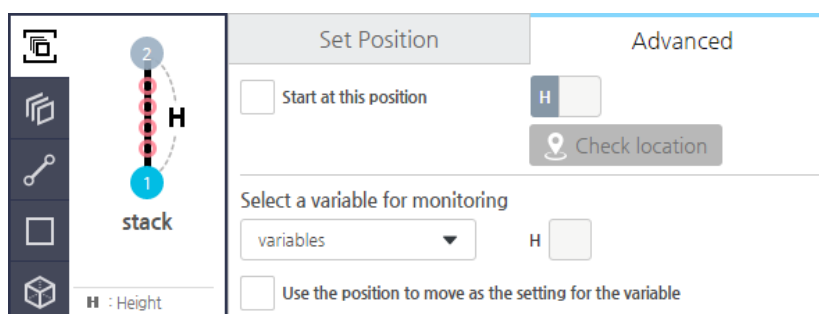 Set Position
Advanced
2
H
1
stack
H : Height
Start at this position
H
Check location
Select a variable for monitoring
variables
H
Use the position to move as the setting for the variable